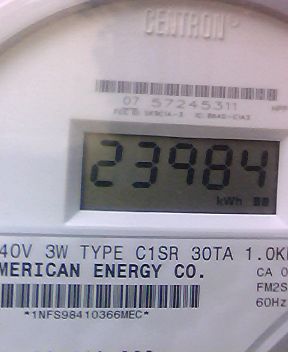 CENTRON®
07 57245311
23984
kWh
40V 3W TYPE C1SR 30TA 1.0K
MERICAN ENERGY CO.
CA 0
FM2S
60Hz
*1NFS98410366MEC*